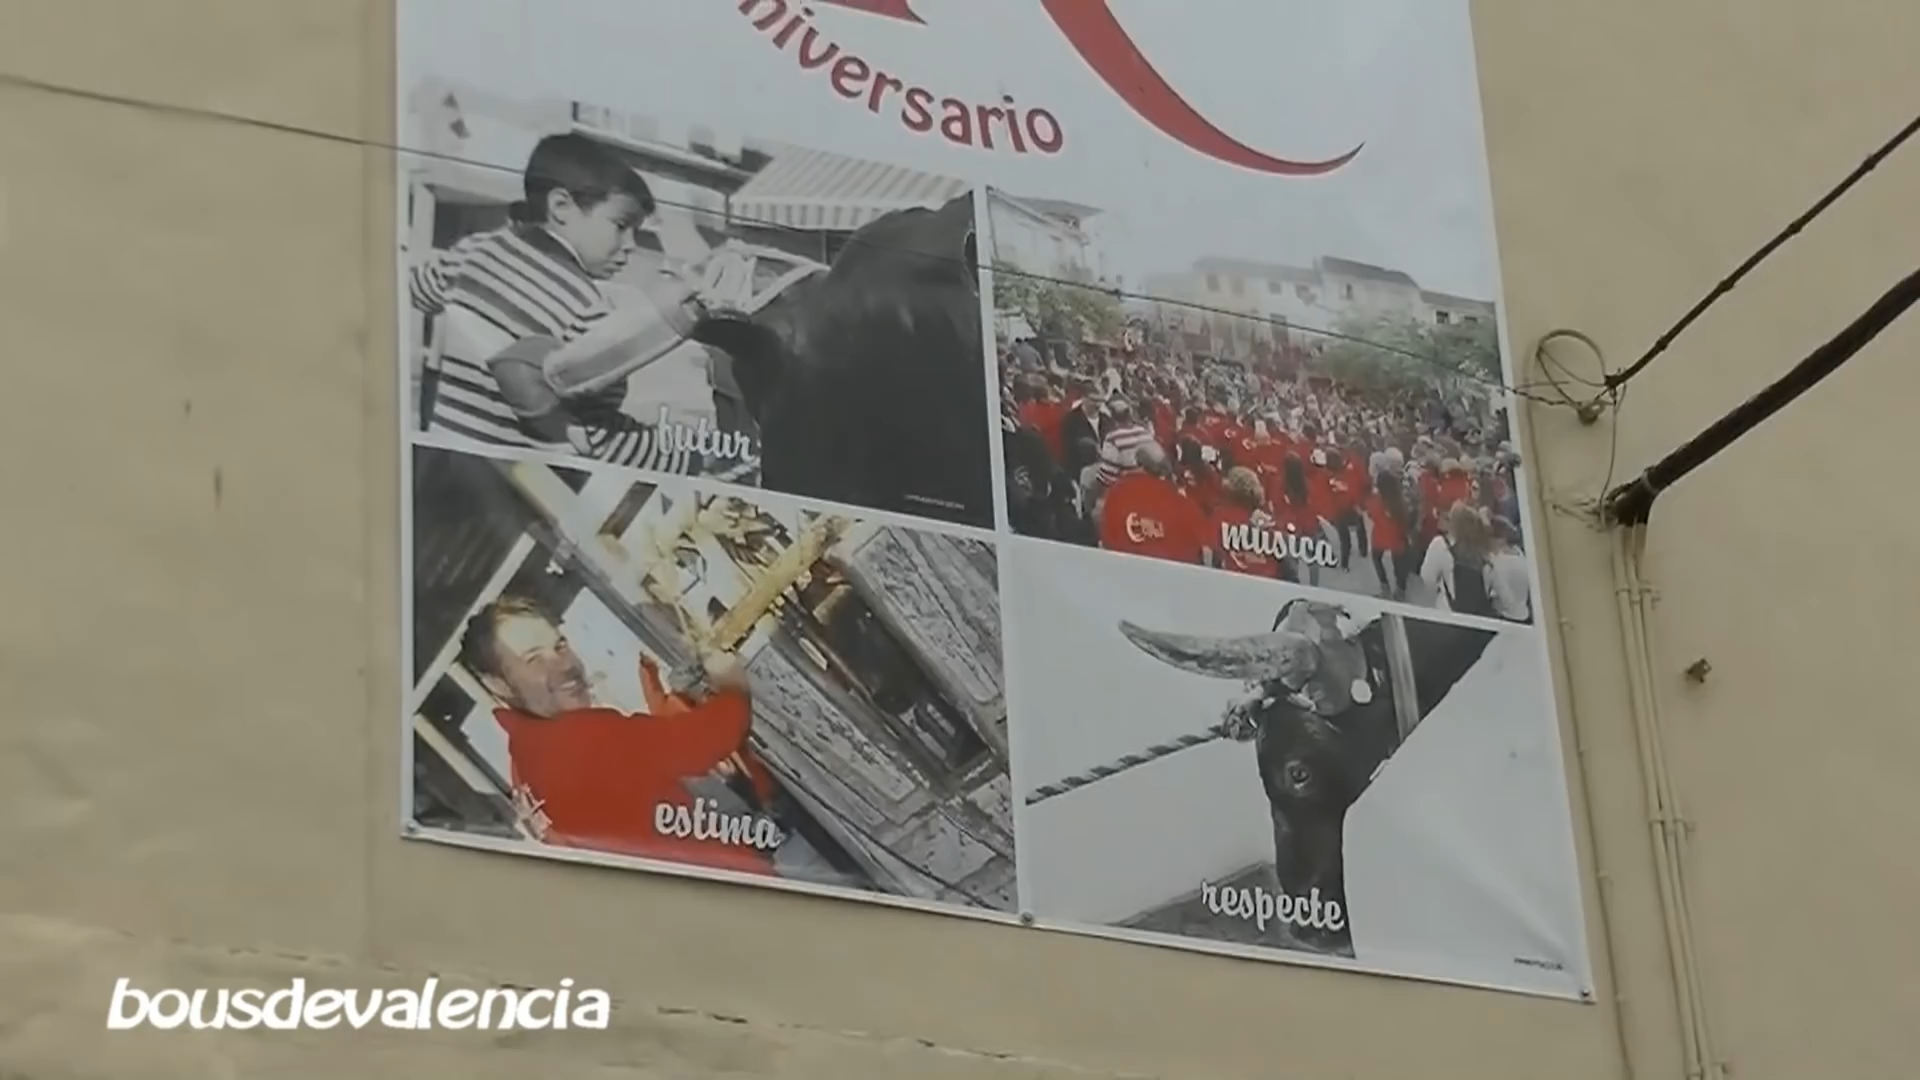 niversario
futur
música
estima
respecte
bousdevalencia